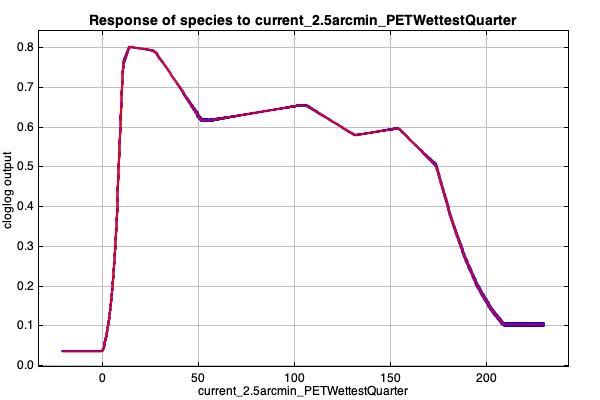 Response of species to current_2.5arcmin_PETWettestQuarter
0.8
0.7
0.6
0.5
0.4
0.3
0.2
0.1
0.0
cloglog output
0 50 100 150 200
current_2.5arcmin_PETWettestQuarter